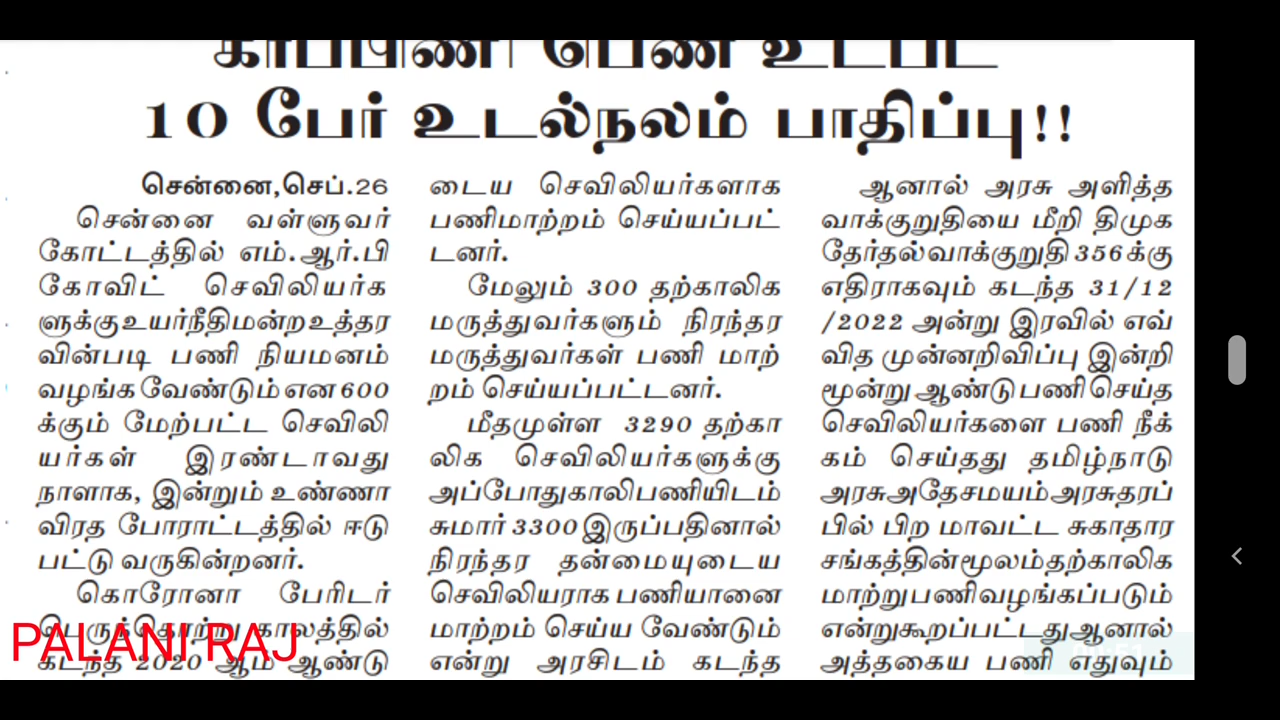 கர்ப்பிணி பெண் உட்பட
10 பேர் உடல்நலம் பாதிப்பு!!
சென்னை,செப்.26
சென்னை வள்ளுவர்
கோட்டத்தில் எம்.ஆர்.பி
கோவிட் செவிலியர்க
ளுக்கு உயர்நீதிமன்ற உத்தர
வின்படி பணி நியமனம்
வழங்க வேண்டும் என 600
க்கும் மேற்பட்ட செவிலி
யர்கள் இரண்டாவது
நாளாக, இன்றும் உண்ணா
விரத போராட்டத்தில் ஈடு
பட்டு வருகின்றனர்.
கொரோனா பேரிடர்
பெருந்தொற்று காலத்தில்
கடந்த 2020 ஆம் ஆண்டு
டைய செவிலியர்களாக
பணிமாற்றம் செய்யப்பட்
டனர்.
மேலும் 300 தற்காலிக
மருத்துவர்களும் நிரந்தர
மருத்துவர்கள் பணி மாற்
றம் செய்யப்பட்டனர்.
மீதமுள்ள 3290 தற்கா
லிக செவிலியர்களுக்கு
அப்போது காலி பணியிடம்
சுமார் 3300 இருப்பதினால்
நிரந்தர தன்மையுடைய
செவிலியராக பணியானை
மாற்றம் செய்ய வேண்டும்
என்று அரசிடம் கடந்த
ஆனால் அரசு அளித்த
வாக்குறுதியை மீறி திமுக
தேர்தல் வாக்குறுதி 356 க்கு
எதிராகவும் கடந்த 31/12
/2022 அன்று இரவில் எவ்
வித முன்னறிவிப்பு இன்றி
மூன்று ஆண்டு பணி செய்த
செவிலியர்களை பணி நீக்
கம் செய்தது தமிழ்நாடு
அரசு அதேசமயம் அரசு தரப்
பில் பிற மாவட்ட சுகாதார
சங்கத்தின் மூலம் தற்காலிக
மாற்று பணி வழங்கப்படும்
என்று கூறப்பட்டது ஆனால்
அத்தகைய பணி எதுவும்
PALANI RAJ